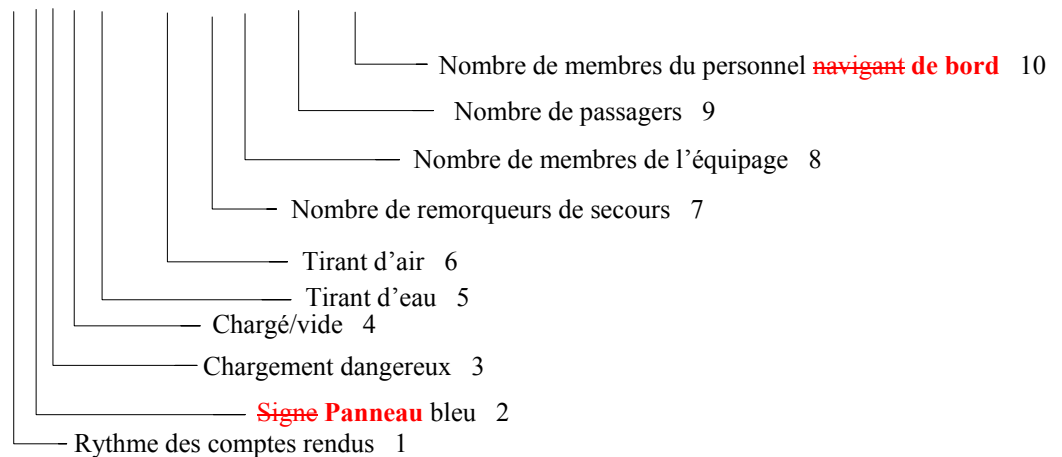 Nombre de membres du personnel navigant de bord 10
Nombre de passagers 9
Nombre de membres de l’équipage 8
Nombre de remorqueurs de secours 7
Tirant d’air 6
Tirant d’eau 5
Chargé/vide 4
Chargement dangereux 3
Signe Panneau bleu 2
Rythme des comptes rendus 1